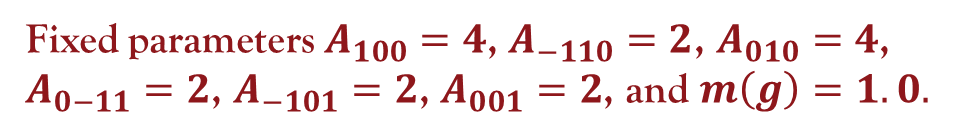 Fixed parameters A₁₀₀ = 4, A₋₁₁₀ = 2, A₀₁₀ = 4,
A₀₋₁₁ = 2, A₋₁₀₁ = 2, A₀₀₁ = 2, and m(g) = 1.0.